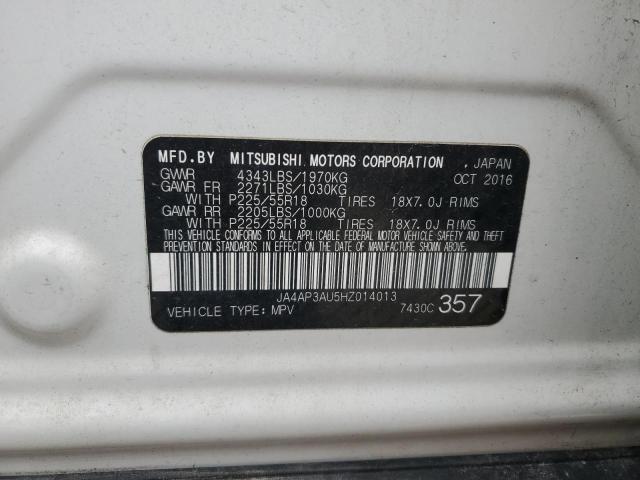 MFD.BY MITSUBISHI MOTORS CORPORATION , JAPAN
GVWR 4343LBS/1970KG OCT 2016
GAWR FR 2271LBS/1030KG
WITH P225/55R18 TIRES 18X7.0J RIMS
GAWR RR 2205LBS/1000KG
WITH P225/55R18 TIRES 18X7.0J RIMS
THIS VEHICLE CONFORMS TO ALL APPLICABLE FEDERAL MOTOR VEHICLE SAFETY AND THEFT
PREVENTION STANDARDS IN EFFECT ON THE DATE OF MANUFACTURE SHOWN ABOVE.
JA4AP3AU5HZ014013
VEHICLE TYPE: MPV 7430C 357